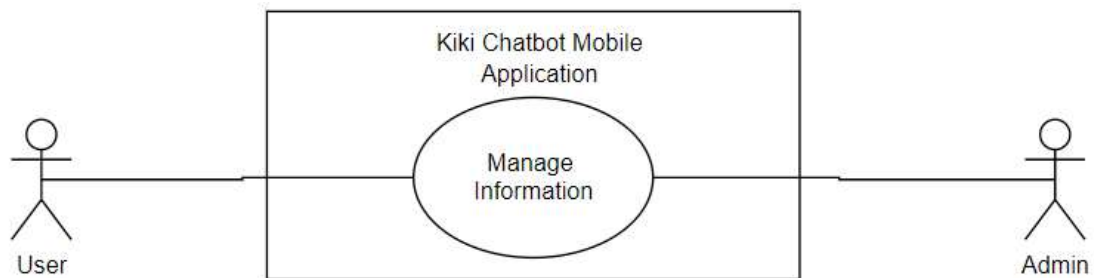 Kiki Chatbot Mobile
Application
Manage
Information
User
Admin